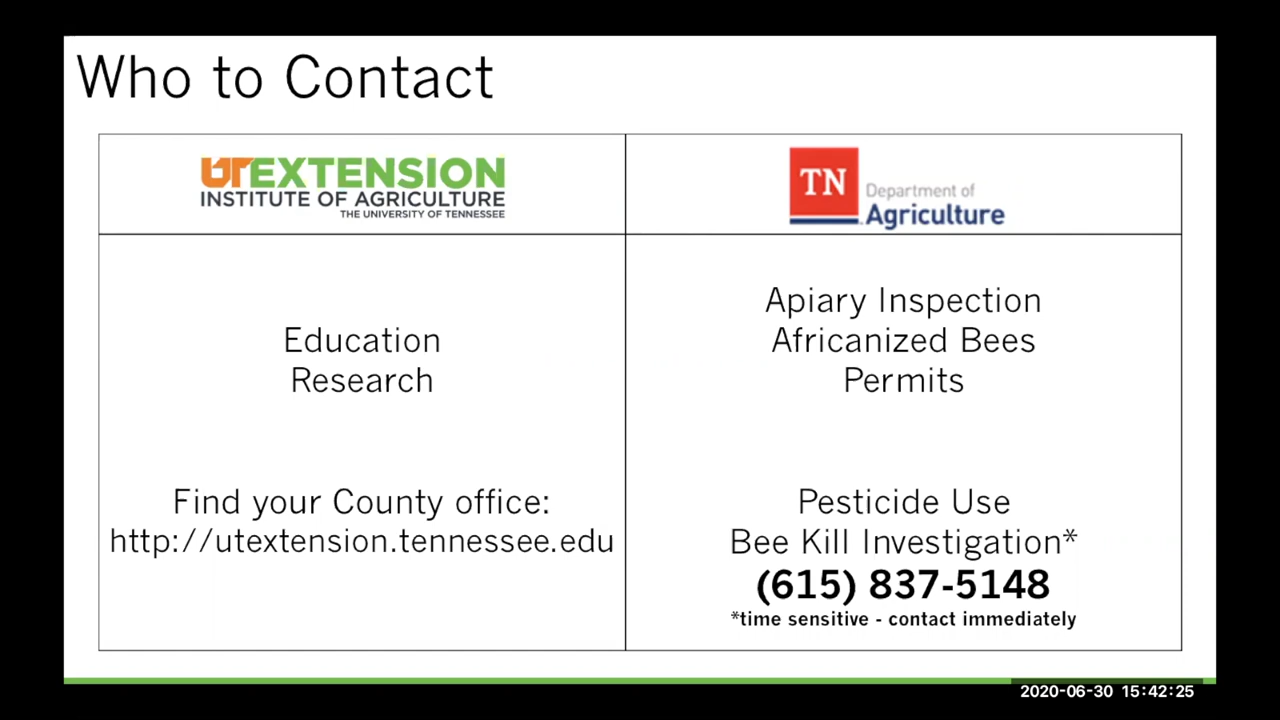 Who to Contact
UTEXTENSION
INSTITUTE OF AGRICULTURE
THE UNIVERSITY OF TENNESSEE
TN
Department of
Agriculture
Education
Research
Find your County office:
http://utextension.tennessee.edu
Apiary Inspection
Africanized Bees
Permits
Pesticide Use
Bee Kill Investigation*
(615) 837-5148
*time sensitive - contact immediately
2020-06-30 15:42:25